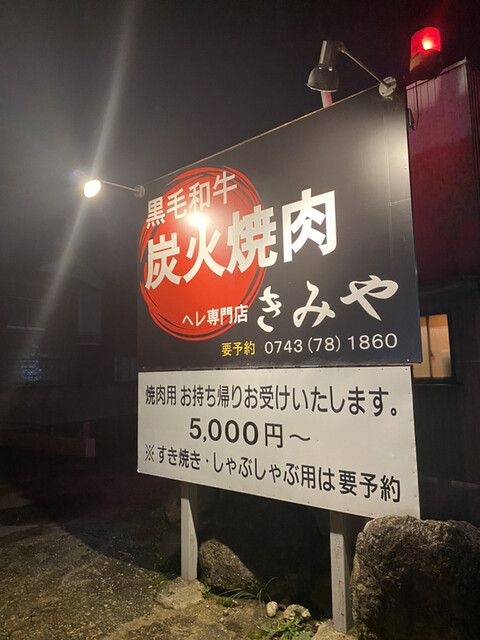 黒毛和牛
炭火焼肉
ヘレ専門店 きみや
要予約 0743(78)1860
焼肉用 お持ち帰りお受けいたします。
5,000円～
※すき焼き・しゃぶしゃぶ用は要予約